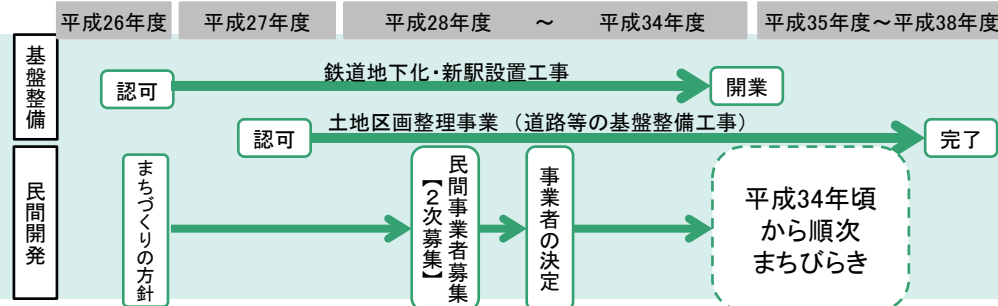 平成26年度 平成27年度 平成28年度 ～ 平成34年度 平成35年度～平成38年度
基盤整備
鉄道地下化・新駅設置工事
認可
開業
土地区画整理事業 （道路等の基盤整備工事）
認可
完了
民間開発
まちづくりの方針
民間事業者募集
【2次募集】
事業者の決定
平成34年頃
から順次
まちびらき